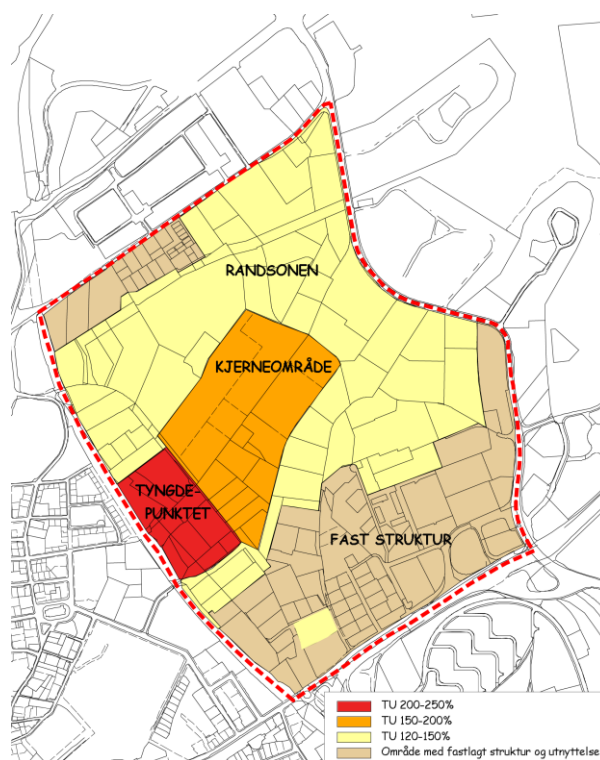 RANDSONEN
KJERNEOMRÅDE
TYNGDE-
PUNKTET
FAST STRUKTUR
TU 200-250%
TU 150-200%
TU 120-150%
Område med fastlagt struktur og utnyttelse